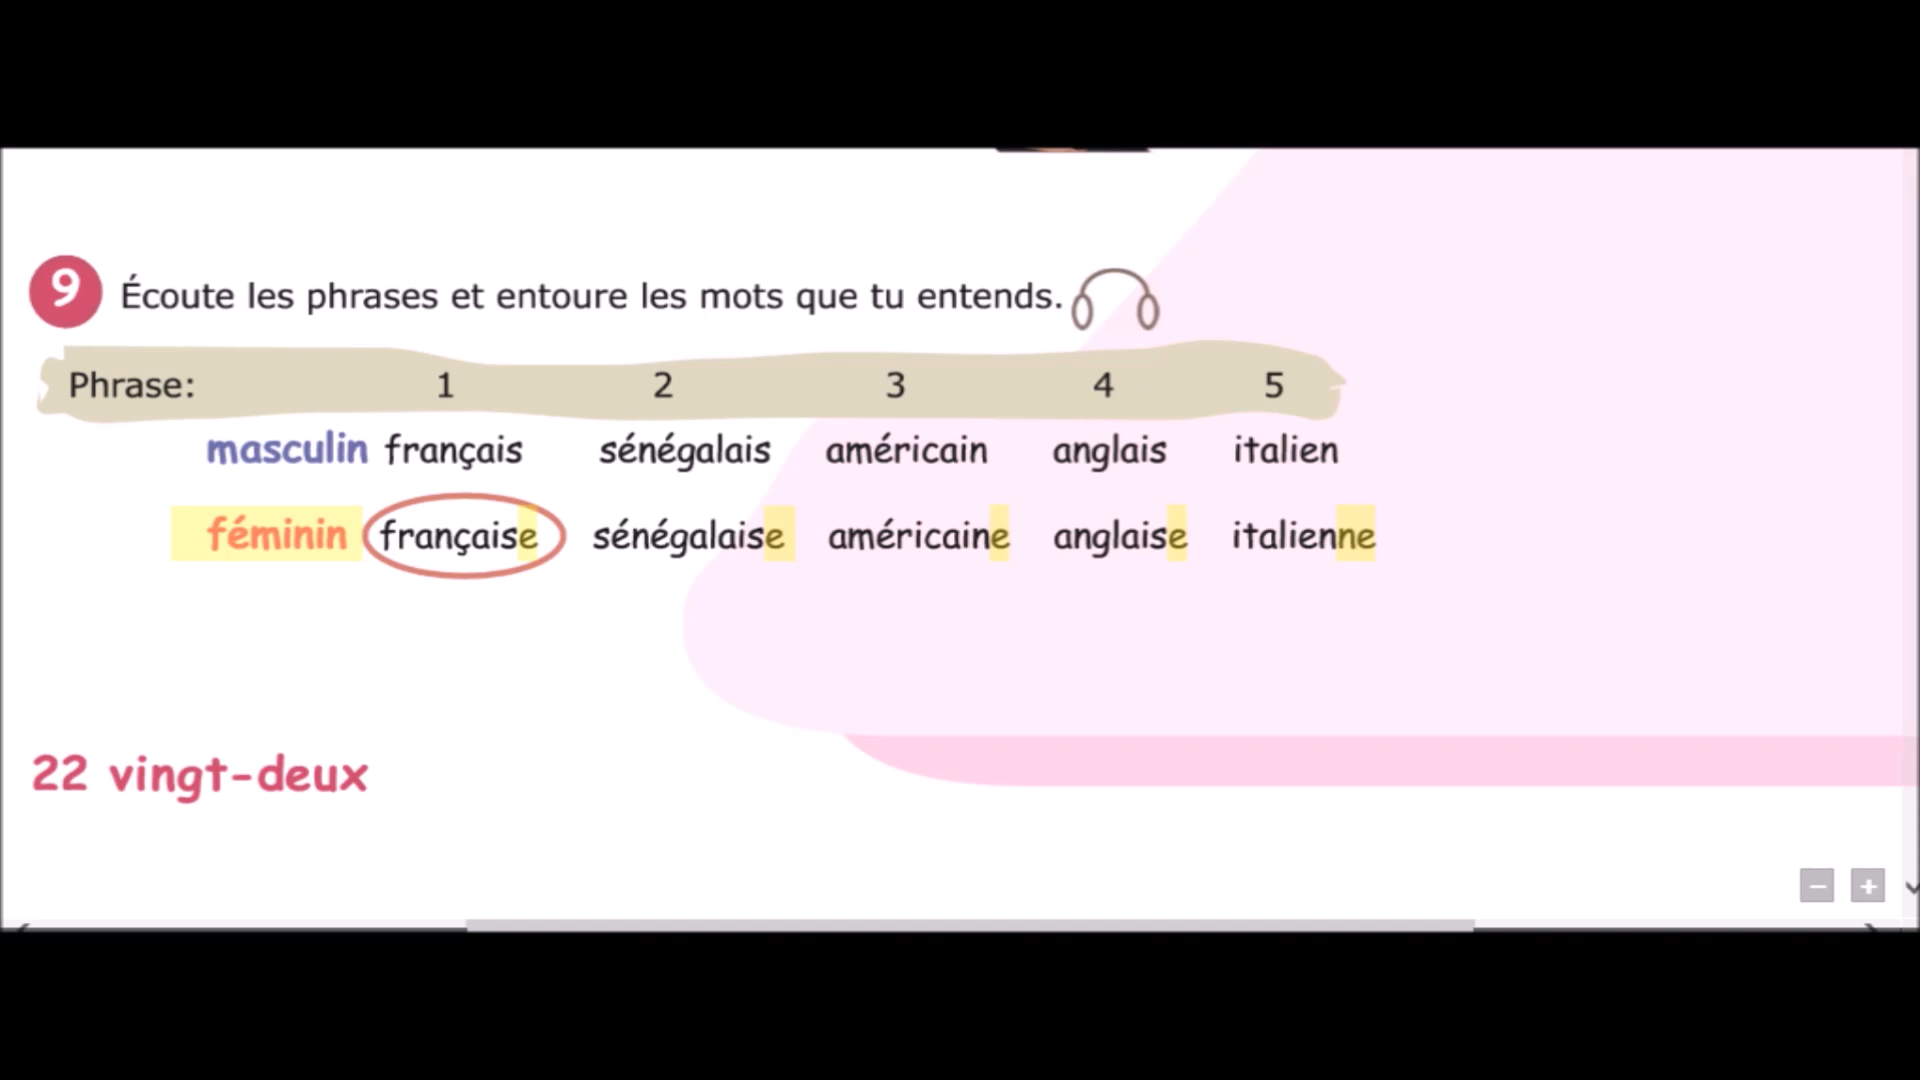 9 Écoute les phrases et entoure les mots que tu entends.
Phrase: 1 2 3 4 5
masculin français sénégalais américain anglais italien
féminin française sénégalaise américaine anglaise italienne
22 vingt-deux